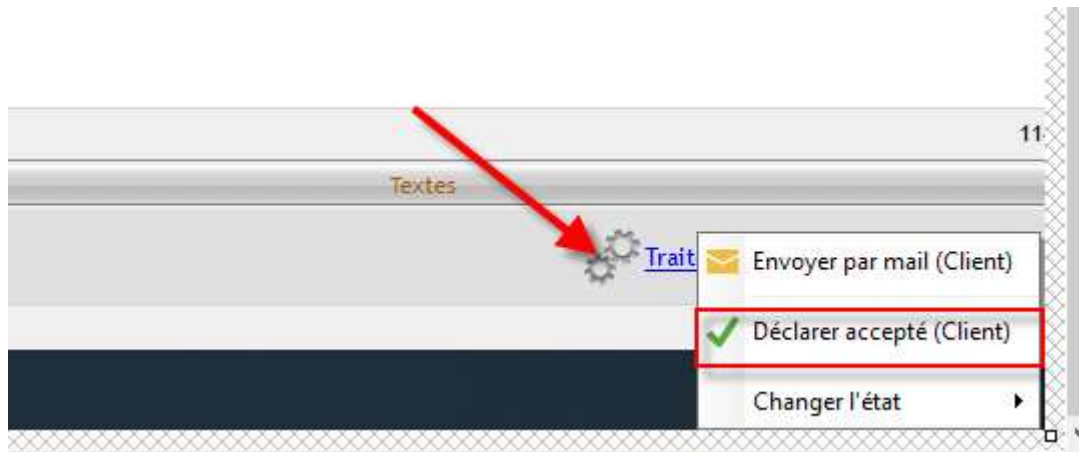 11
Textes
Trait
Envoyer par mail (Client)
Déclarer accepté (Client)
Changer l'état